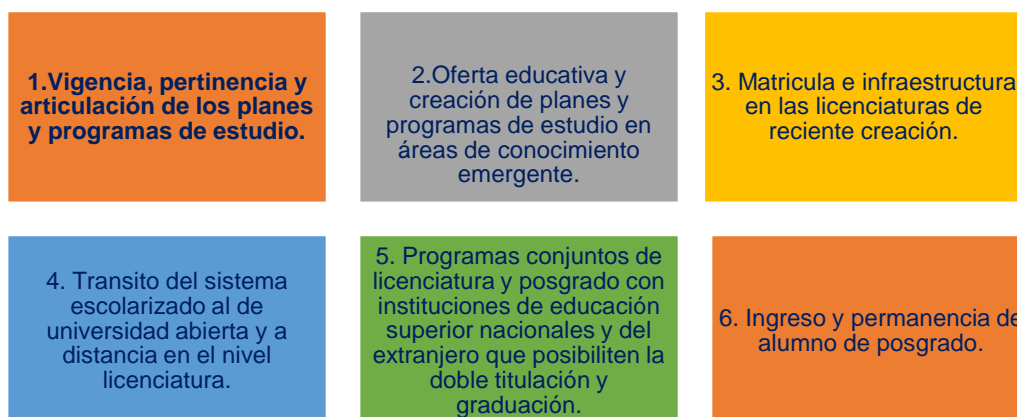 1.Vigencia, pertinencia y
articulación de los planes
y programas de estudio.
2.Oferta educativa y
creación de planes y
programas de estudio en
áreas de conocimiento
emergente.
3. Matricula e infraestructura
en las licenciaturas de
reciente creación.
4. Transito del sistema
escolarizado al de
universidad abierta y a
distancia en el nivel
licenciatura.
5. Programas conjuntos de
licenciatura y posgrado con
instituciones de educación
superior nacionales y del
extranjero que posibiliten la
doble titulación y
graduación.
6. Ingreso y permanencia de
alumno de posgrado.